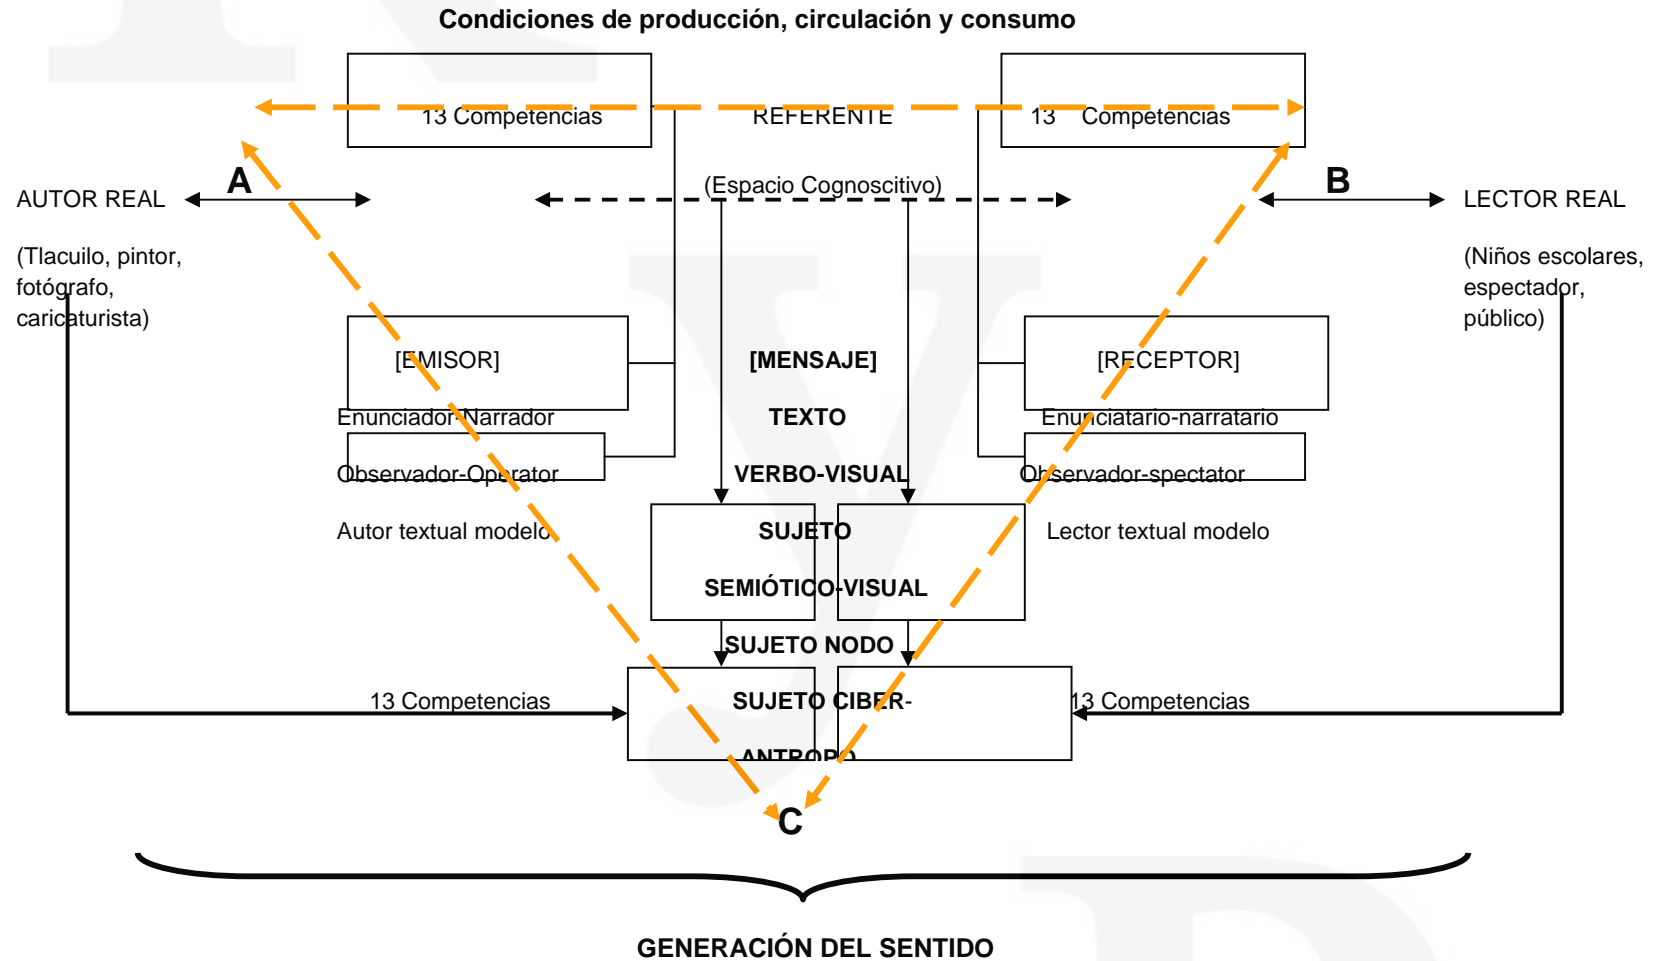 Condiciones de producción, circulación y consumo
13 Competencias REFERENTE 13 Competencias
A (Espacio Cognoscitivo) B
AUTOR REAL LECTOR REAL
(Tlacuilo, pintor, (Niños escolares,
fotógrafo, espectador,
caricaturista) público)
[EMISOR] [MENSAJE] [RECEPTOR]
Enunciador-Narrador TEXTO Enunciatario-narratario
Observador-Operator VERBO-VISUAL Observador-spectator
Autor textual modelo SUJETO Lector textual modelo
SEMIÓTICO-VISUAL
SUJETO NODO
13 Competencias SUJETO CIBER- 13 Competencias
ANTROPO
C
GENERACIÓN DEL SENTIDO